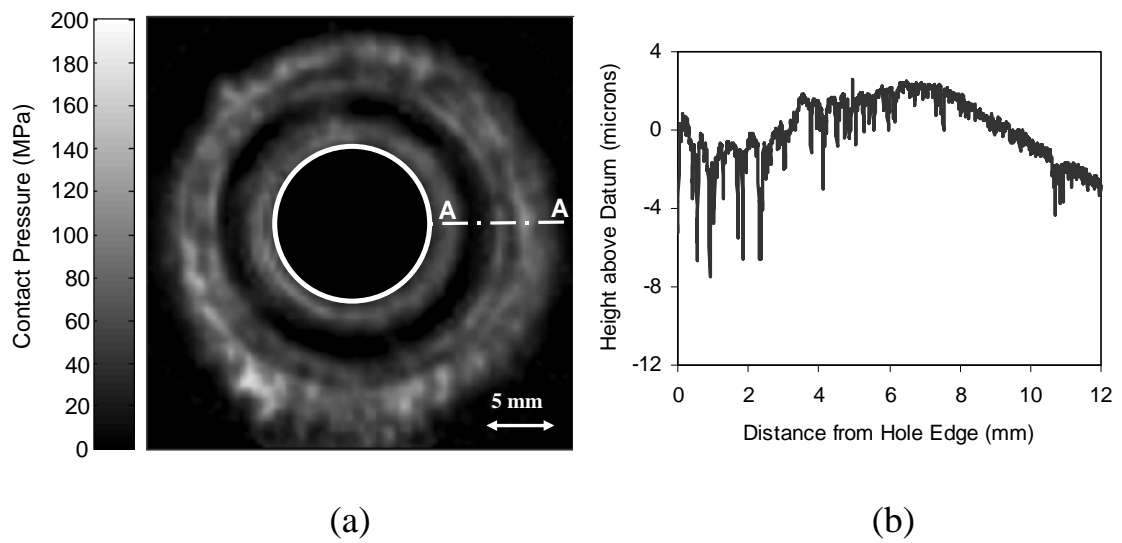 Contact Pressure (MPa)
200
180
160
140
120
100
80
60
40
20
0
A
A
5 mm
(a)
Height above Datum (microns)
4
0
-4
-8
-12
0 2 4 6 8 10 12
Distance from Hole Edge (mm)
(b)